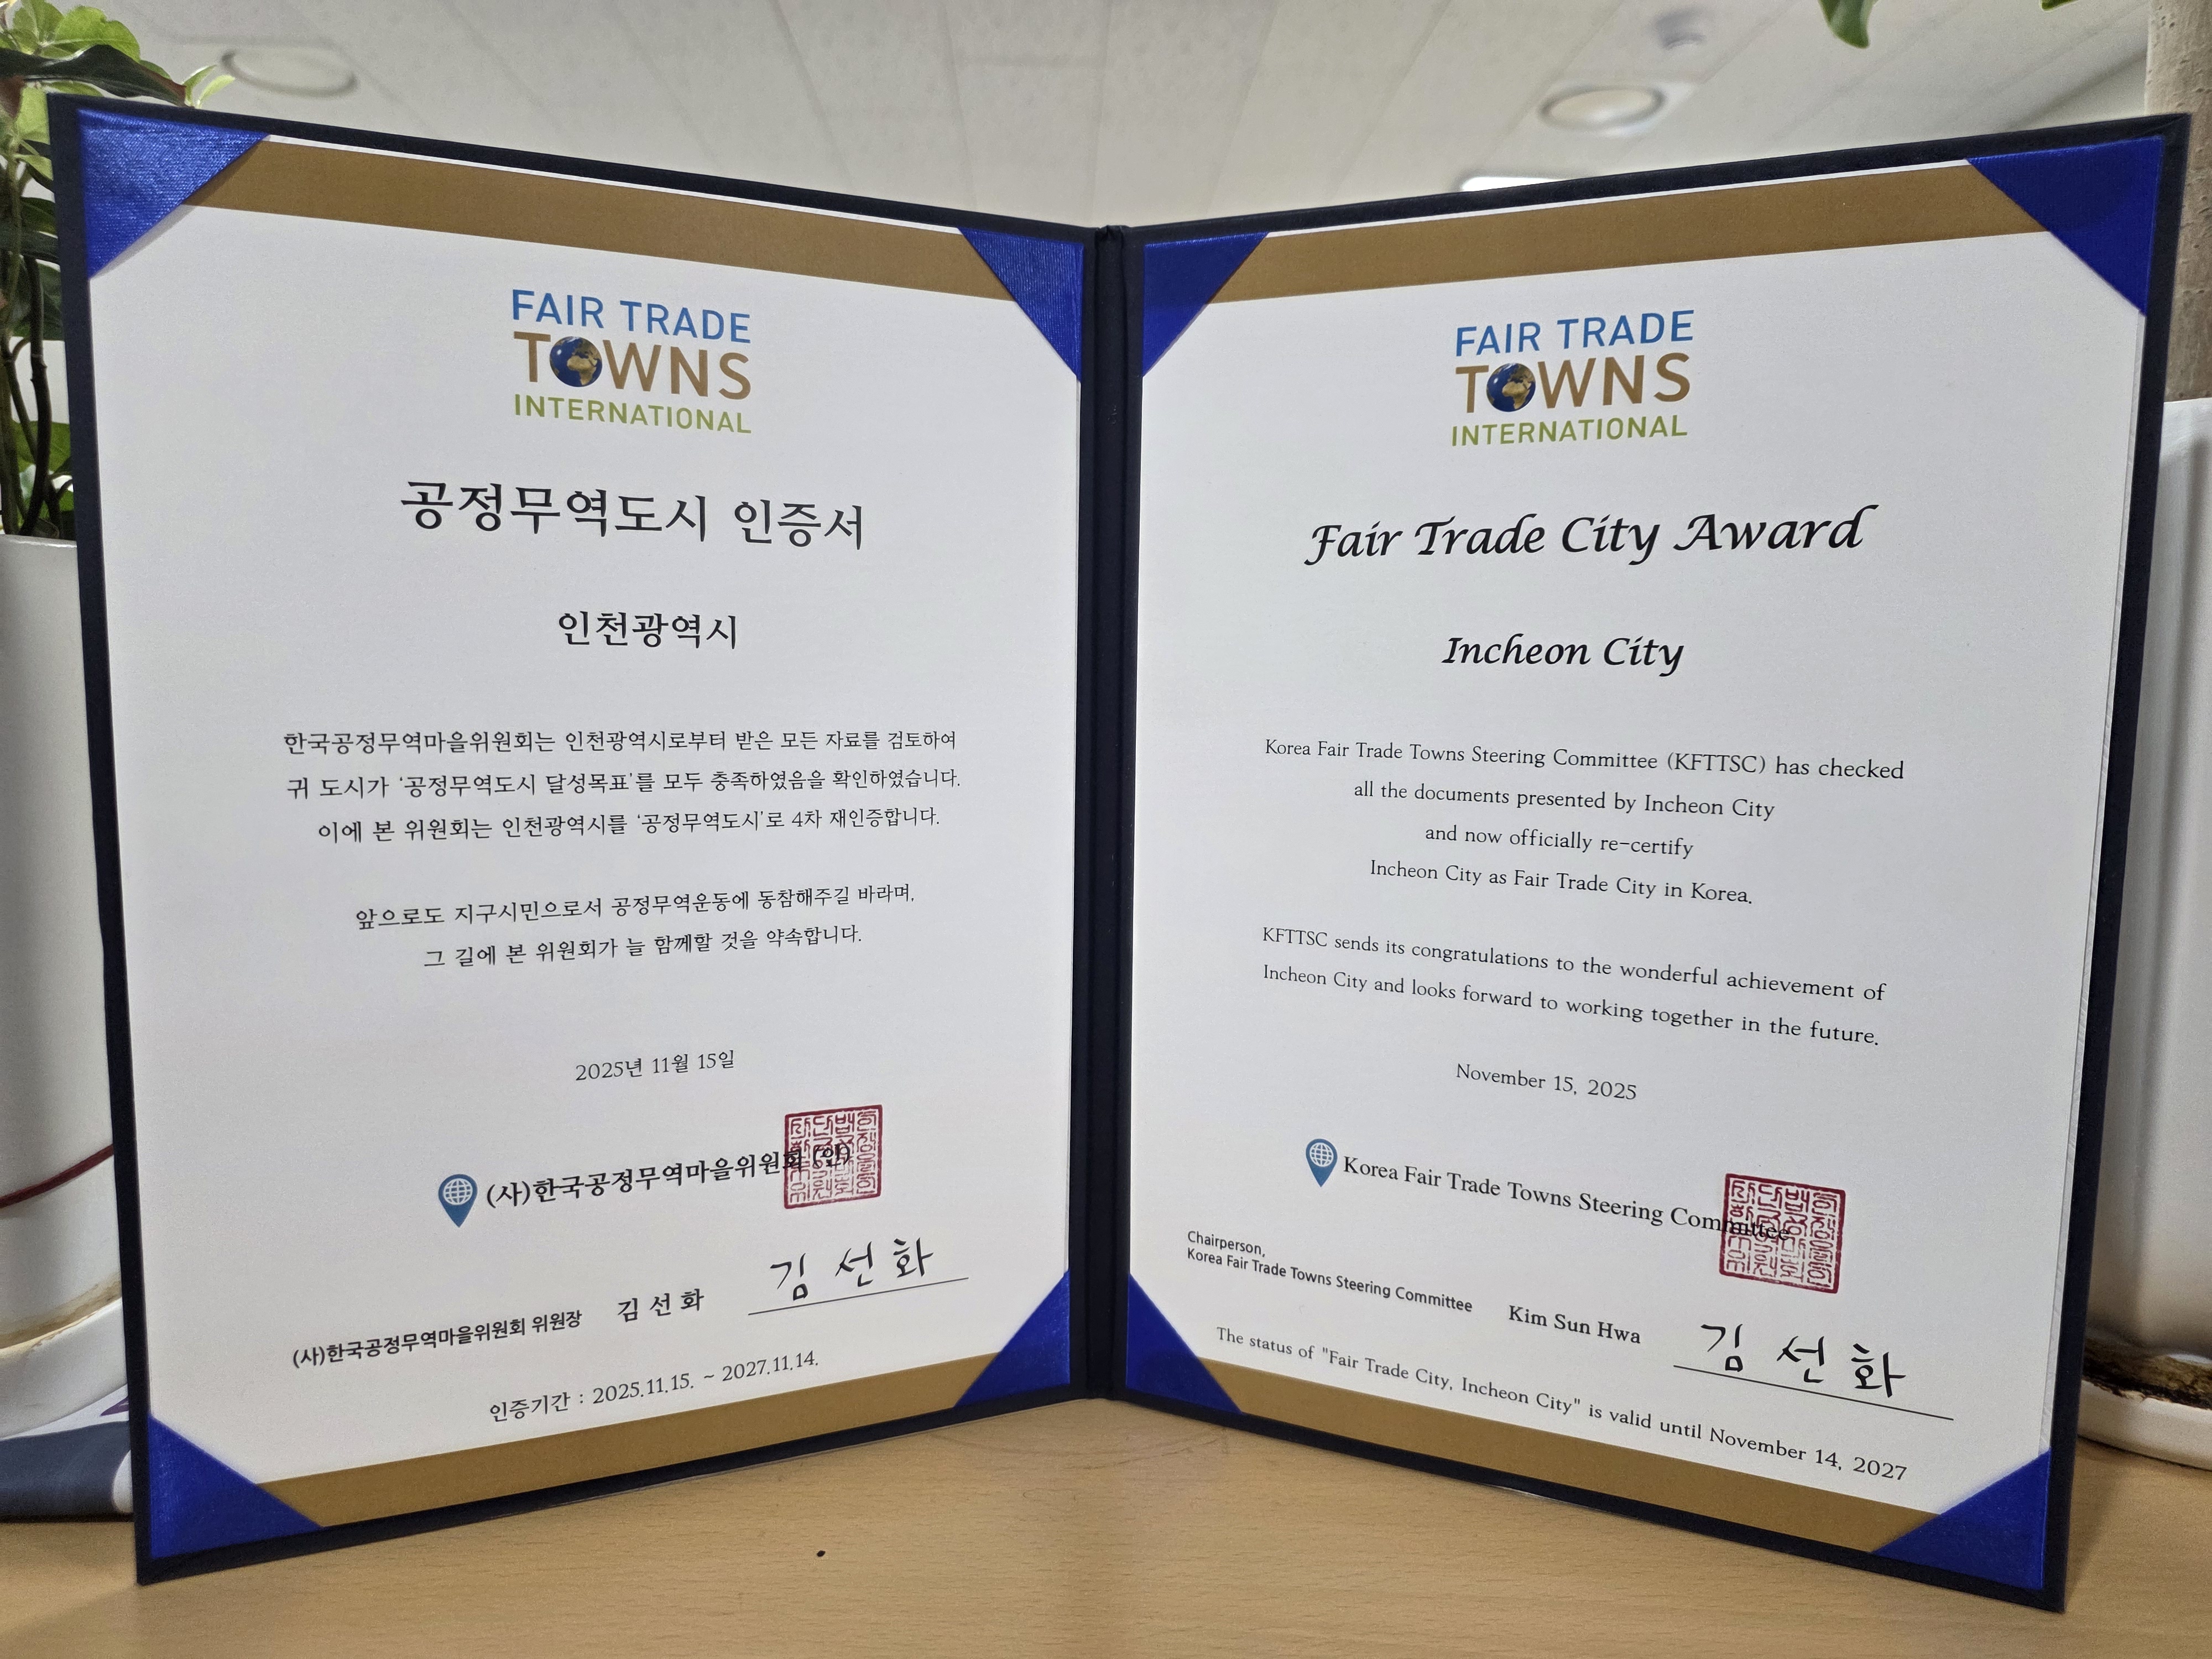 FAIR TRADE
TOWNS
INTERNATIONAL
공정무역도시 인증서
인천광역시
한국공정무역마을위원회는 인천광역시로부터 받은 모든 자료를 검토하여
귀 도시가 '공정무역도시 달성목표'를 모두 충족하였음을 확인하였습니다.
이에 본 위원회는 인천광역시를 '공정무역도시'로 4차 재인증합니다.
앞으로도 지구시민으로서 공정무역운동에 동참해주길 바라며,
그 길에 본 위원회가 늘 함께할 것을 약속합니다.
2025년 11월 15일
(사)한국공정무역마을위원회 (인)
(사)한국공정무역마을위원회 위원장 김 선 화 김 선 화
인증기간 : 2025.11.15. ~ 2027.11.14.
FAIR TRADE
TOWNS
INTERNATIONAL
Fair Trade City Award
Incheon City
Korea Fair Trade Towns Steering Committee (KFTTSC) has checked
all the documents presented by Incheon City
and now officially re-certify
Incheon City as Fair Trade City in Korea.
KFTTSC sends its congratulations to the wonderful achievement of
Incheon City and looks forward to working together in the future.
November 15, 2025
Korea Fair Trade Towns Steering Committee
Chairperson,
Korea Fair Trade Towns Steering Committee Kim Sun Hwa 김 선 화
The status of "Fair Trade City, Incheon City" is valid until November 14, 2027